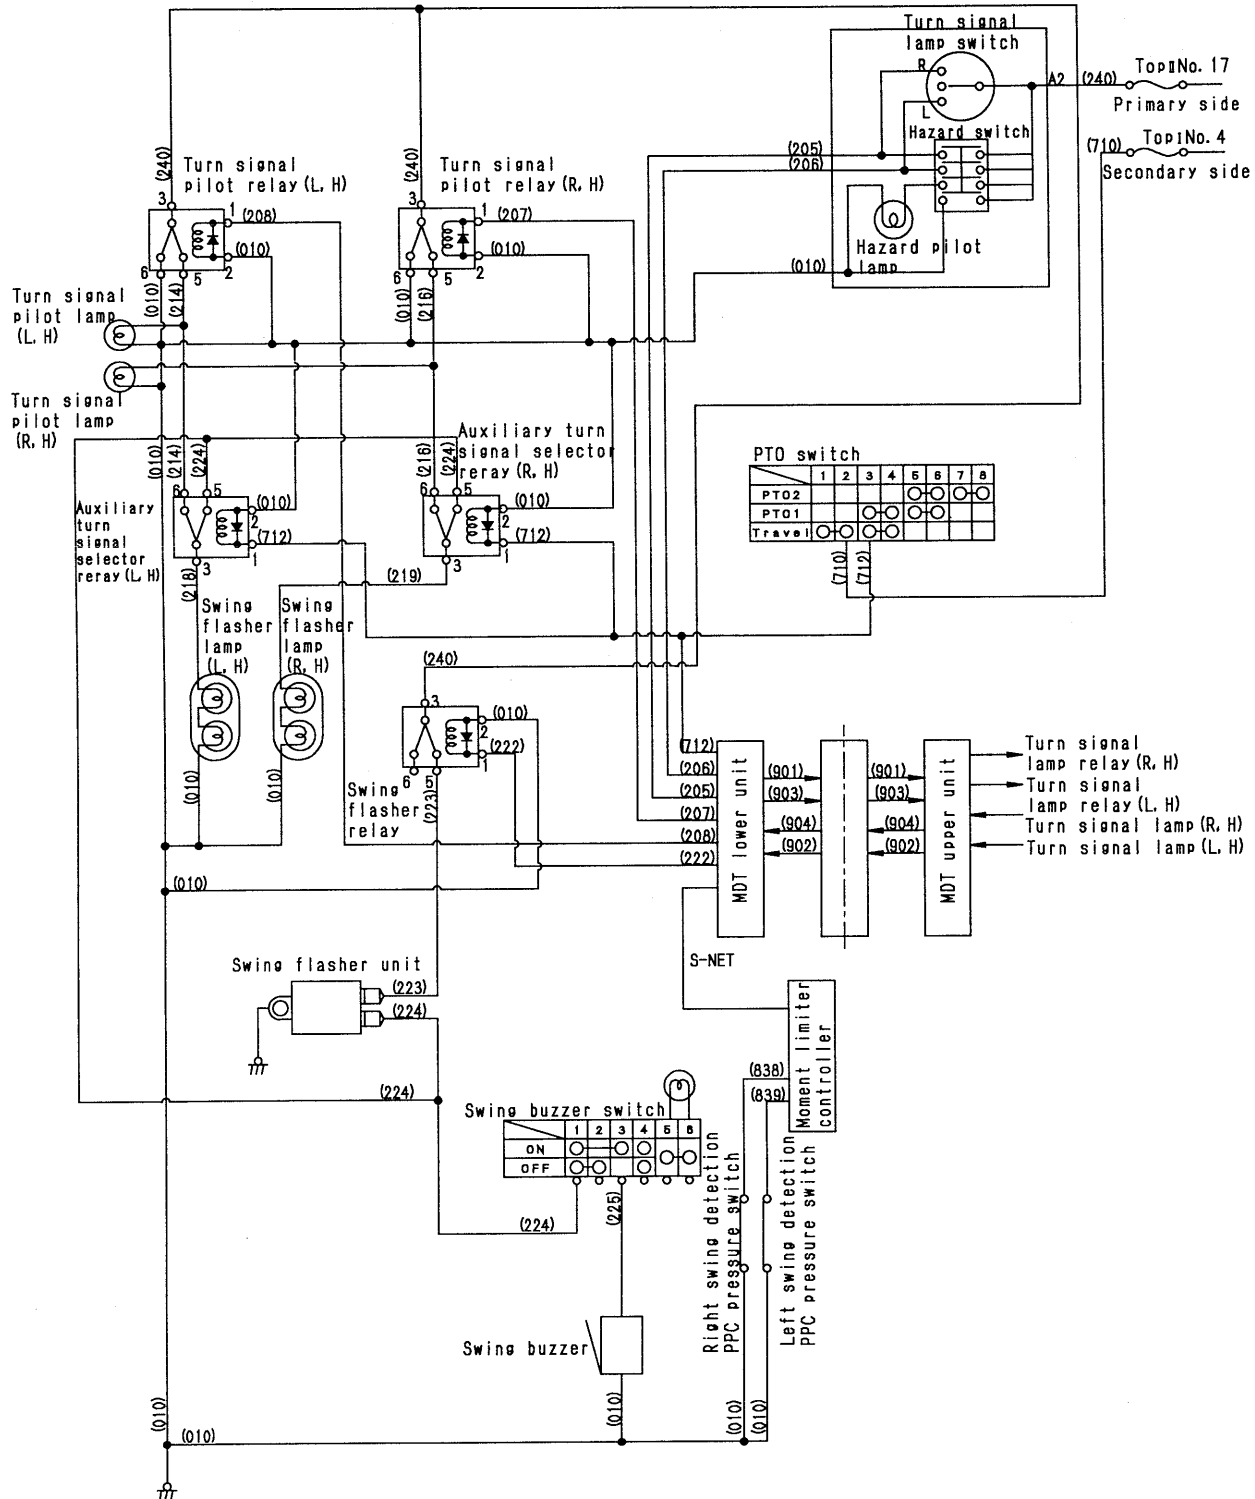 Turn signal
lamp switch
R
L
A2
(240)
TopⅡNo. 17
Primary side
Hazard switch
(710)
TopⅠNo. 4
Secondary side
(205)
(206)
Hazard pilot
lamp
(010)
(240)
Turn signal
pilot relay (L, H)
3
1
(208)
(010)
2
6
5
(010)
(214)
(240)
Turn signal
pilot relay (R, H)
3
1
(207)
(010)
2
6
5
(010)
(216)
Turn signal
pilot lamp
(L, H)
Turn signal
pilot lamp
(R, H)
(010)
(214)
(224)
6
5
(010)
2
(712)
1
3
(218)
Auxiliary
turn
signal
selector
reray (L, H)
Auxiliary turn
signal selector
reray (R, H)
(216)
(224)
6
5
(010)
2
(712)
1
3
(219)
PTO switch
1 2 3 4 5 6 7 8
PTO2
PTO1
Travel
(710)
(712)
Swing
flasher
lamp
(L, H)
Swing
flasher
lamp
(R, H)
(010)
(010)
(240)
3
(010)
2
(222)
1
6
5
(223)
Swing
flasher
relay
(712)
(206)
(205)
(207)
(208)
(222)
MDT lower unit
(901)
(903)
(904)
(902)
(901)
(903)
(904)
(902)
MDT upper unit
Turn signal
lamp relay (R, H)
Turn signal
lamp relay (L, H)
Turn signal lamp (R, H)
Turn signal lamp (L, H)
(010)
S-NET
Swing flasher unit
(223)
(224)
(224)
Moment limiter
controller
(838)
(839)
Swing buzzer switch
1 2 3 4 5 6
ON
OFF
(224)
(225)
Right swing detection
PPC pressure switch
Left swing detection
PPC pressure switch
Swing buzzer
(010)
(010)
(010)
(010)
(010)